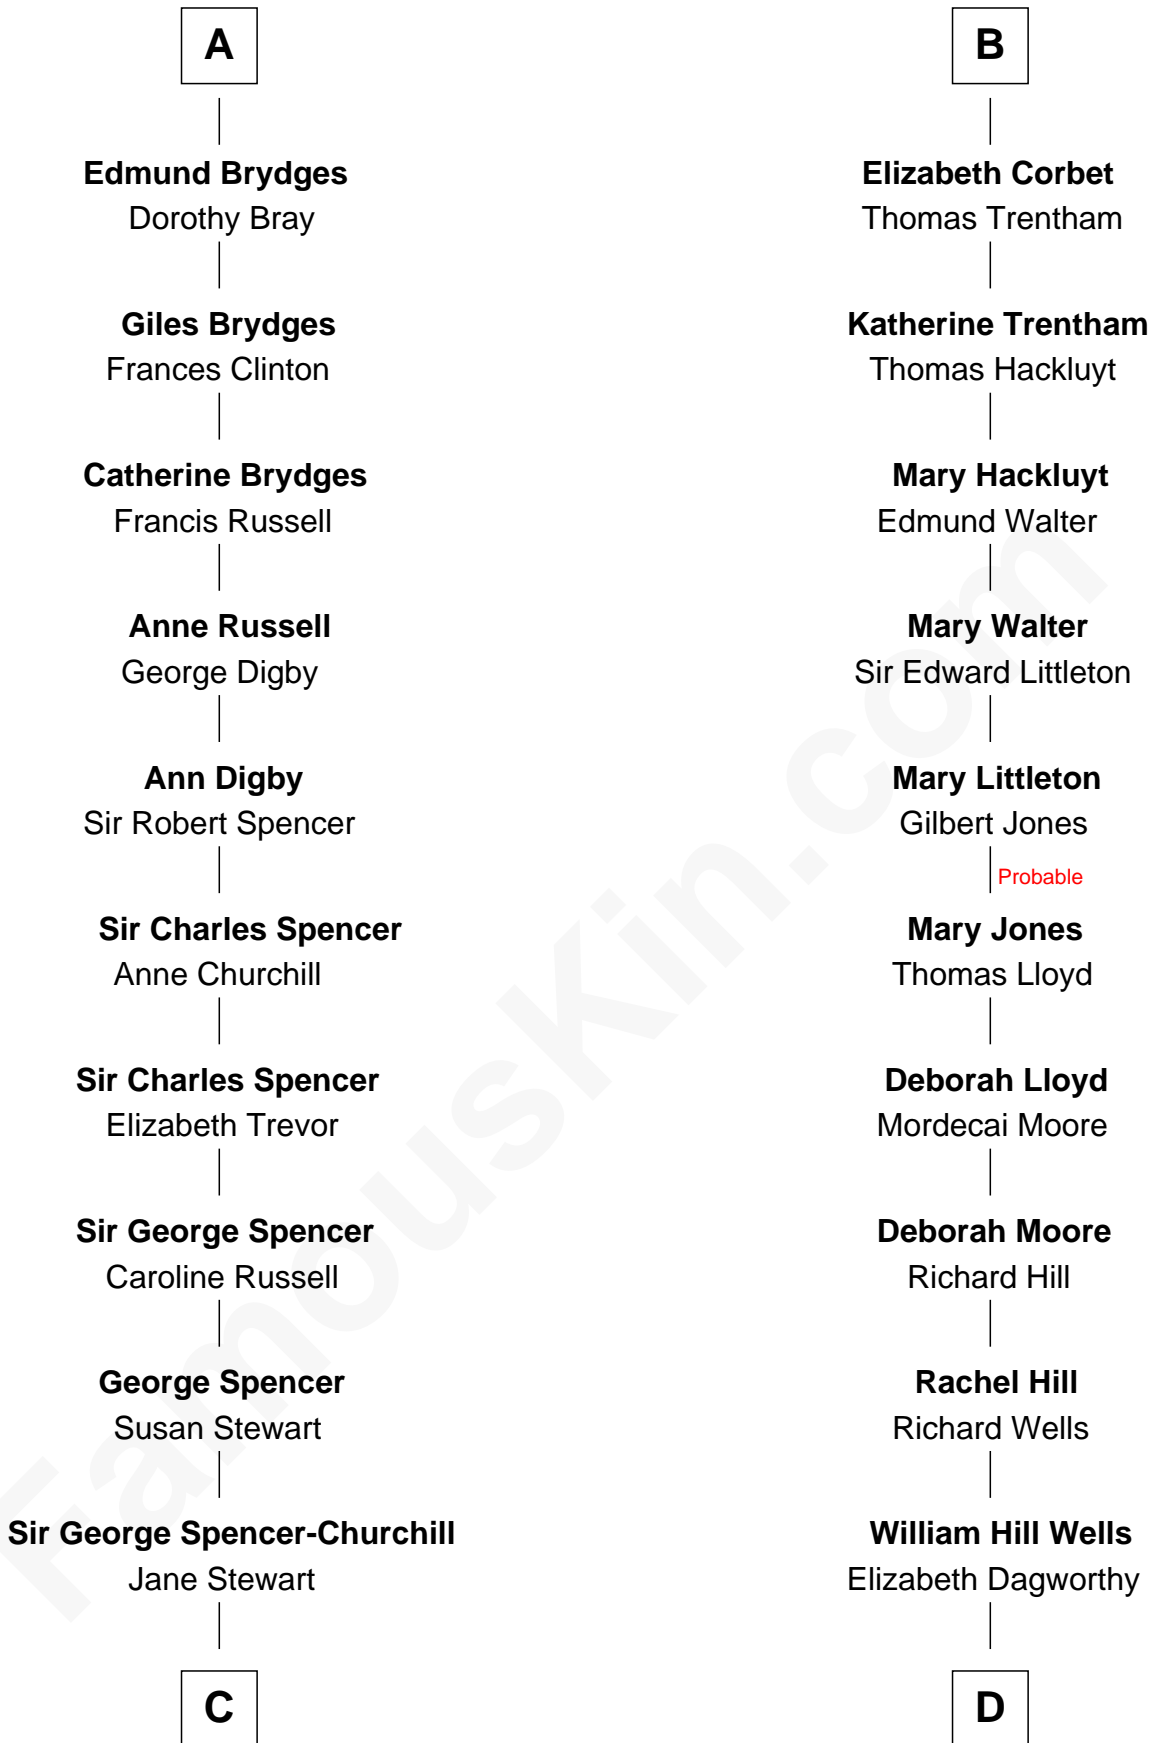 A
Edmund Brydges
Dorothy Bray
Giles Brydges
Frances Clinton
Catherine Brydges
Francis Russell
Anne Russell
George Digby
Ann Digby
Sir Robert Spencer
Sir Charles Spencer
Anne Churchill
Sir Charles Spencer
Elizabeth Trevor
Sir George Spencer
Caroline Russell
George Spencer
Susan Stewart
Sir George Spencer-Churchill
Jane Stewart
C
B
Elizabeth Corbet
Thomas Trentham
Katherine Trentham
Thomas Hackluyt
Mary Hackluyt
Edmund Walter
Mary Walter
Sir Edward Littleton
Mary Littleton
Gilbert Jones
Probable
Mary Jones
Thomas Lloyd
Deborah Lloyd
Mordecai Moore
Deborah Moore
Richard Hill
Rachel Hill
Richard Wells
William Hill Wells
Elizabeth Dagworthy
D
FamousKin.com